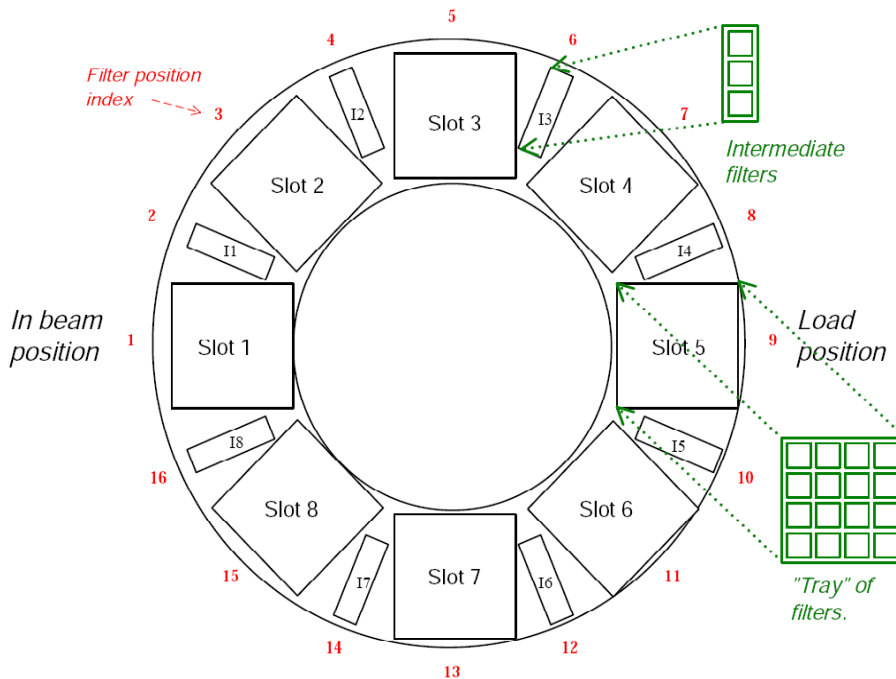 5
4
6
Filter position
index
3
I2
Slot 3
I3
7
Intermediate
filters
Slot 2
Slot 4
2
8
I1
I4
In beam
position
1
Slot 1
Slot 5
9
Load
position
I8
I5
16
10
Slot 8
Slot 6
15
11
I7
Slot 7
I6
"Tray" of
filters.
14
12
13